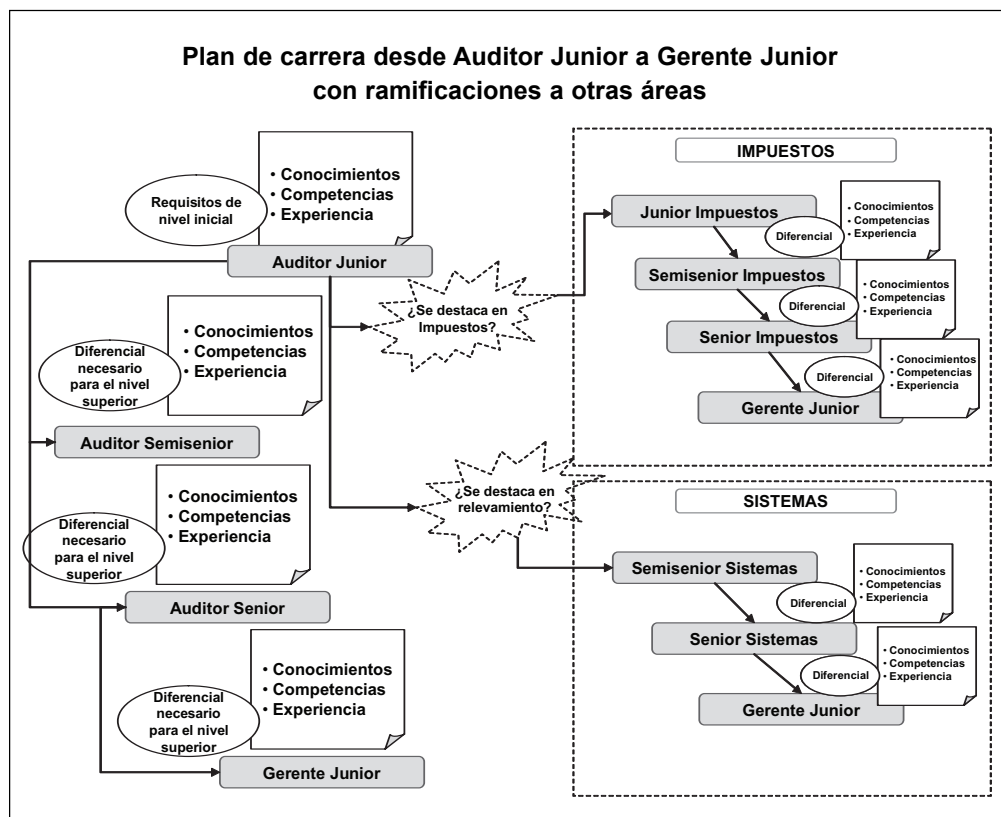 Plan de carrera desde Auditor Junior a Gerente Junior
con ramificaciones a otras áreas
Requisitos de
nivel inicial
• Conocimientos
• Competencias
• Experiencia
Auditor Junior
¿Se destaca en
Impuestos?
Diferencial
necesario
para el nivel
superior
• Conocimientos
• Competencias
• Experiencia
Auditor Semisenior
¿Se destaca en
relevamiento?
Diferencial
necesario
para el nivel
superior
• Conocimientos
• Competencias
• Experiencia
Auditor Senior
Diferencial
necesario
para el nivel
superior
• Conocimientos
• Competencias
• Experiencia
Gerente Junior
IMPUESTOS
Junior Impuestos
Diferencial
• Conocimientos
• Competencias
• Experiencia
Semisenior Impuestos
Diferencial
• Conocimientos
• Competencias
• Experiencia
Senior Impuestos
Diferencial
• Conocimientos
• Competencias
• Experiencia
Gerente Junior
SISTEMAS
Semisenior Sistemas
Diferencial
• Conocimientos
• Competencias
• Experiencia
Senior Sistemas
Diferencial
• Conocimientos
• Competencias
• Experiencia
Gerente Junior